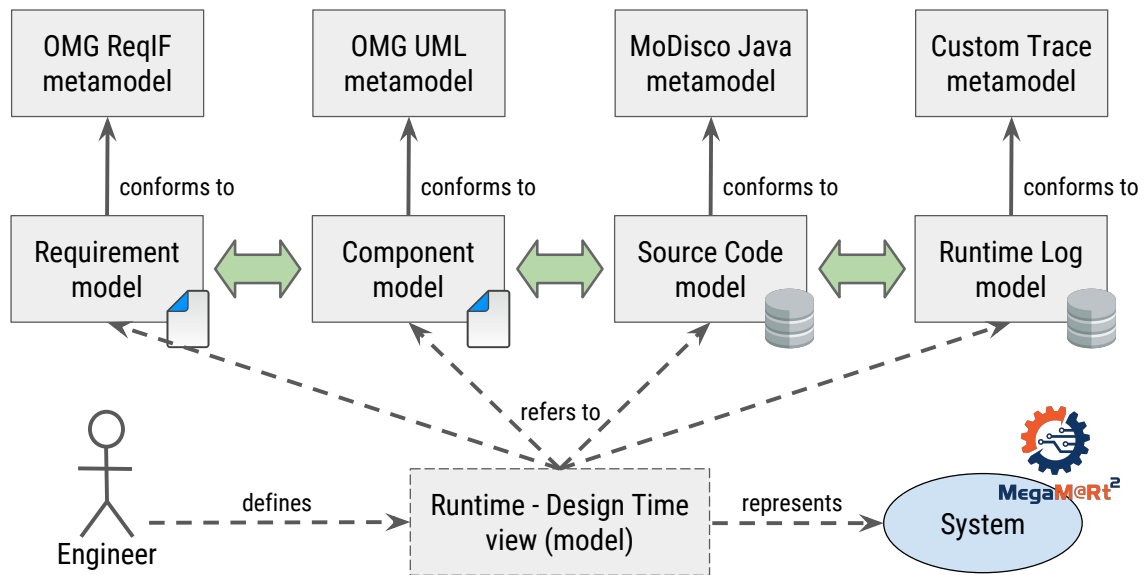 OMG ReqIF
metamodel
OMG UML
metamodel
MoDisco Java
metamodel
Custom Trace
metamodel
conforms to
conforms to
conforms to
conforms to
Requirement
model
Component
model
Source Code
model
Runtime Log
model
refers to
MegaM@Rt²
defines
Runtime - Design Time
view (model)
represents
System
Engineer